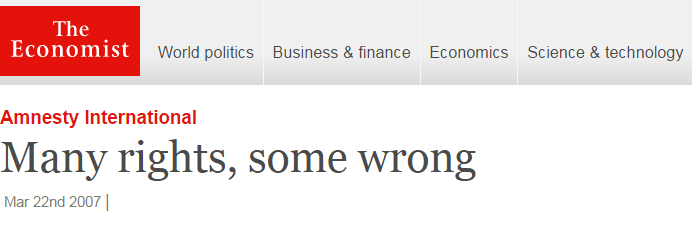 The
Economist
World politics
Business & finance
Economics
Science & technology
Amnesty International
Many rights, some wrong
Mar 22nd 2007 |